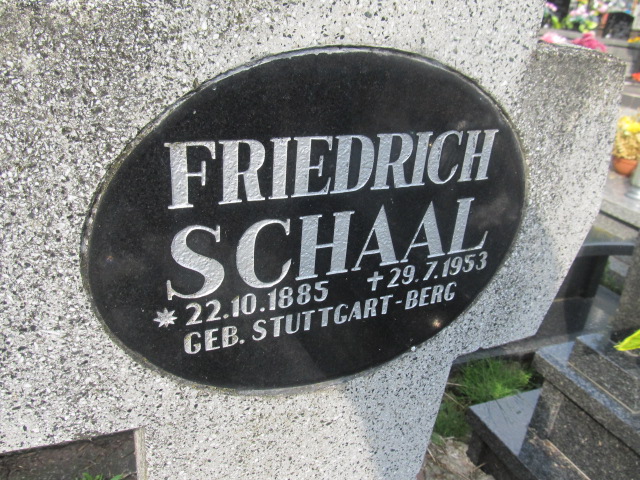 FRIEDRICH
SCHAAL
* 22.10.1885 †29.7.1953
GEB. STUTTGART-BERG